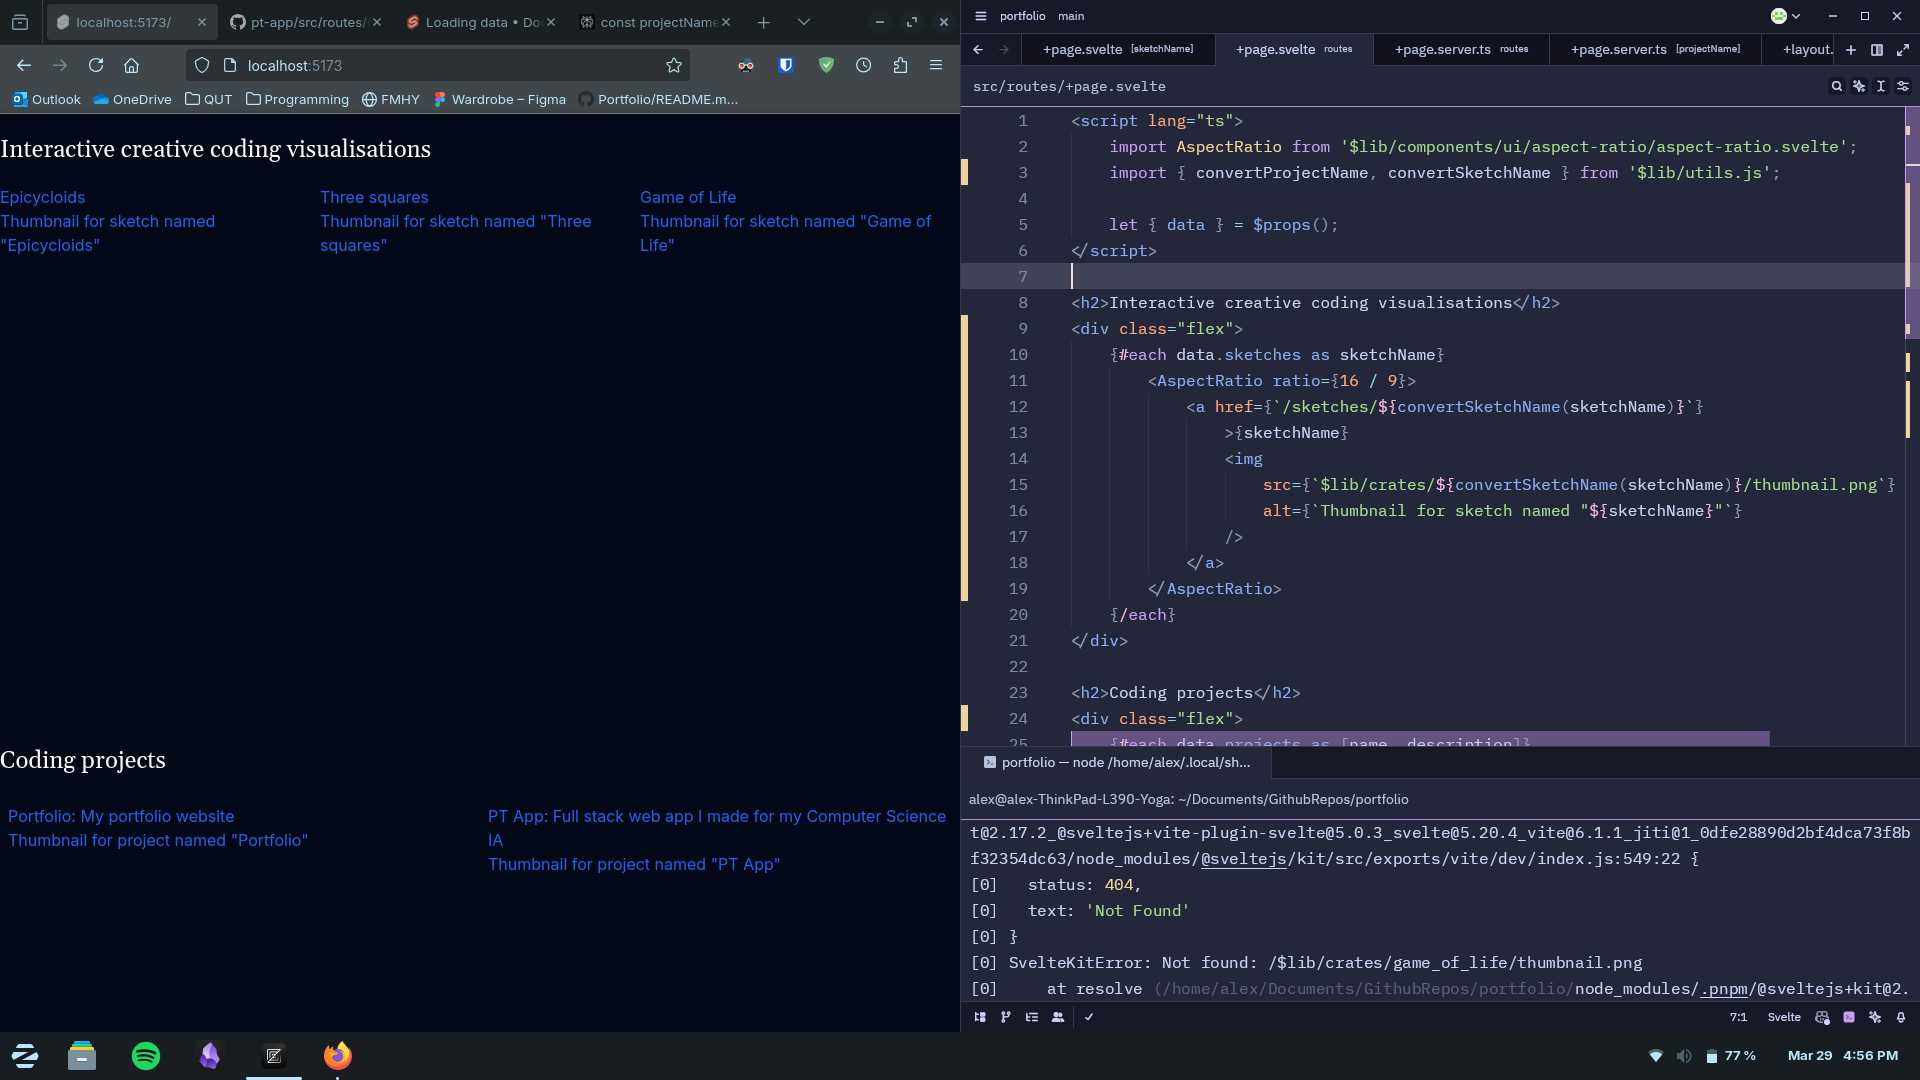 localhost:5173/
pt-app/src/routes/
Loading data • Do
const projectName
localhost:5173
Outlook
OneDrive
QUT
Programming
FMHY
Wardrobe – Figma
Portfolio/README.m...
Interactive creative coding visualisations
Epicycloids
Thumbnail for sketch named
"Epicycloids"
Three squares
Thumbnail for sketch named "Three
squares"
Game of Life
Thumbnail for sketch named "Game of
Life"
Coding projects
Portfolio: My portfolio website
Thumbnail for project named "Portfolio"
PT App: Full stack web app I made for my Computer Science
IA
Thumbnail for project named "PT App"
portfolio main
+page.svelte [sketchName]
+page.svelte routes
+page.server.ts routes
+page.server.ts [projectName]
+layout.
src/routes/+page.svelte
1 <script lang="ts">
2 import AspectRatio from '$lib/components/ui/aspect-ratio/aspect-ratio.svelte';
3 import { convertProjectName, convertSketchName } from '$lib/utils.js';
4
5 let { data } = $props();
6 </script>
7
8 <h2>Interactive creative coding visualisations</h2>
9 <div class="flex">
10 {#each data.sketches as sketchName}
11 <AspectRatio ratio={16 / 9}>
12 <a href={`/sketches/${convertSketchName(sketchName)}`}
13 >{sketchName}
14 <img
15 src={`$lib/crates/${convertSketchName(sketchName)}/thumbnail.png`}
16 alt={`Thumbnail for sketch named "${sketchName}"`}
17 />
18 </a>
19 </AspectRatio>
20 {/each}
21 </div>
22
23 <h2>Coding projects</h2>
24 <div class="flex">
25 {#each data.projects as [name, description]}
portfolio — node /home/alex/.local/sh...
alex@alex-ThinkPad-L390-Yoga: ~/Documents/GithubRepos/portfolio
t@2.17.2_@sveltejs+vite-plugin-svelte@5.0.3_svelte@5.20.4_vite@6.1.1_jiti@1_0dfe28890d2bf4dca73f8b
f32354dc63/node_modules/@sveltejs/kit/src/exports/vite/dev/index.js:549:22 {
[0] status: 404,
[0] text: 'Not Found'
[0] }
[0] SvelteKitError: Not found: /$lib/crates/game_of_life/thumbnail.png
[0] at resolve (/home/alex/Documents/GithubRepos/portfolio/node_modules/.pnpm/@sveltejs+kit@2.
7:1 Svelte
77 % Mar 29 4:56 PM